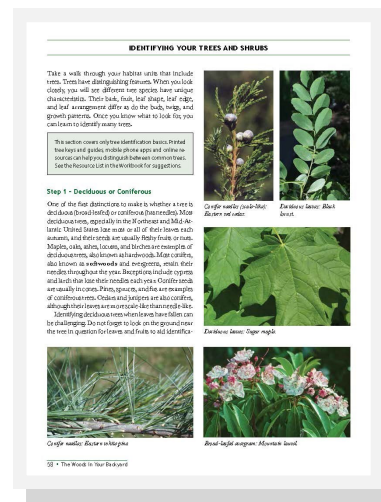 IDENTIFYING YOUR TREES AND SHRUBS
Take a walk through your habitat units that include
trees. Trees have distinguishing features. When you look
closely, you will see different tree species have unique
characteristics. Their bark, fruit, leaf shape, leaf edge,
and leaf arrangement differ as do the buds, twigs, and
growth patterns. Once you know what to look for, you
can learn to identify many trees.
This section covers only tree identification basics. Printed
tree keys and guides, mobile phone apps and online re-
sources can help you distinguish between common trees.
See the Resource List in the Workbook for suggestions.
Step 1 - Deciduous or Coniferous
One of the first distinctions to make is whether a tree is
deciduous (broad-leafed) or coniferous (has needles). Most
deciduous trees, especially in the Northeast and Mid-At-
lantic United States lose most or all of their leaves each
autumn, and their seeds are usually fleshy fruits or nuts.
Maples, oaks, ashes, locusts, and birches are examples of
deciduous trees, also known as hardwoods. Most conifers,
also known as softwoods and evergreens, retain their
needles throughout the year. Exceptions include cypress
and larch that lose their needles each year. Conifer seeds
are usually in cones. Pines, spruces, and firs are examples
of coniferous trees. Cedars and junipers are also conifers,
although their leaves are more scale-like than needle-like.
Identifying deciduous trees when leaves have fallen can
be challenging. Do not forget to look on the ground near
the tree in question for leaves and fruits to aid identifica-
Conifer needles (scale-like):
Eastern red cedar.
Deciduous leaves: Black
locust.
Deciduous leaves: Sugar maple.
Conifer needles: Eastern white pine
Broad-leafed evergreen: Mountain laurel.
58 • The Woods In Your Backyard